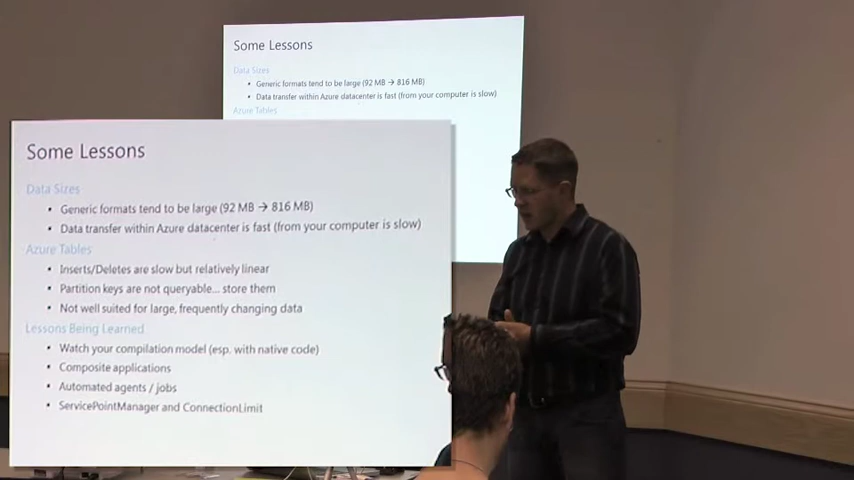 Some Lessons
Data Sizes
• Generic formats tend to be large (92 MB → 816 MB)
• Data transfer within Azure datacenter is fast (from your computer is slow)
Azure Tables
Some Lessons
Data Sizes
• Generic formats tend to be large (92 MB → 816 MB)
• Data transfer within Azure datacenter is fast (from your computer is slow)
Azure Tables
• Inserts/Deletes are slow but relatively linear
• Partition keys are not queryable... store them
• Not well suited for large, frequently changing data
Lessons Being Learned
• Watch your compilation model (esp. with native code)
• Composite applications
• Automated agents / jobs
• ServicePointManager and ConnectionLimit